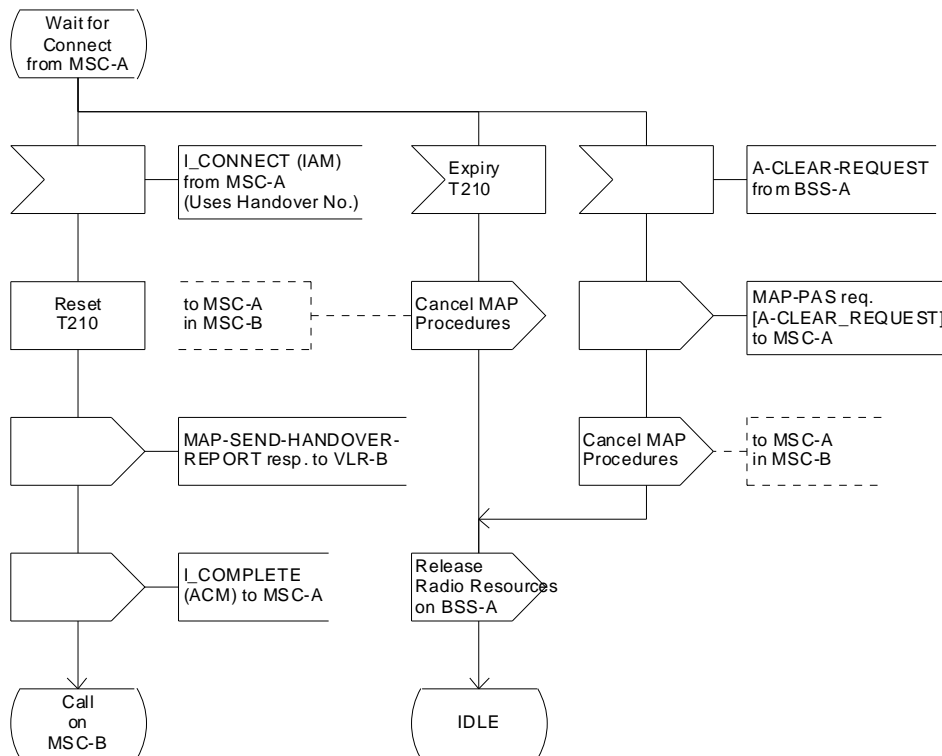 Wait for
Connect
from MSC-A
I_CONNECT (IAM)
from MSC-A
(Uses Handover No.)
Expiry
T210
A-CLEAR-REQUEST
from BSS-A
Reset
T210
to MSC-A
in MSC-B
Cancel MAP
Procedures
MAP-PAS req.
[A-CLEAR_REQUEST]
to MSC-A
MAP-SEND-HANDOVER-
REPORT resp. to VLR-B
Cancel MAP
Procedures
to MSC-A
in MSC-B
I_COMPLETE
(ACM) to MSC-A
Release
Radio Resources
on BSS-A
Call
on
MSC-B
IDLE